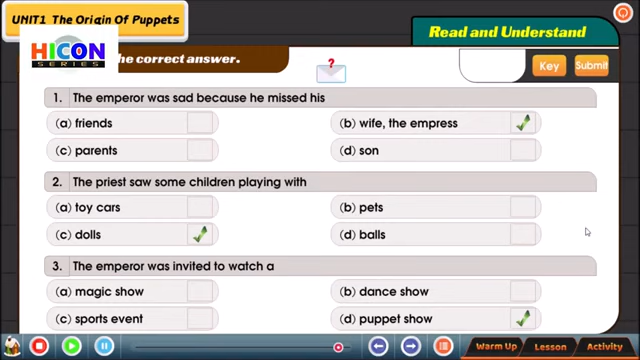 UNIT1 The Origin Of Puppets
Read and Understand
HICON
SERIES
he correct answer.
?
Key
Submit
1. The emperor was sad because he missed his
(a) friends
(b) wife, the empress
(c) parents
(d) son
2. The priest saw some children playing with
(a) toy cars
(b) pets
(c) dolls
(d) balls
3. The emperor was invited to watch a
(a) magic show
(b) dance show
(c) sports event
(d) puppet show
Warm Up
Lesson
Activity